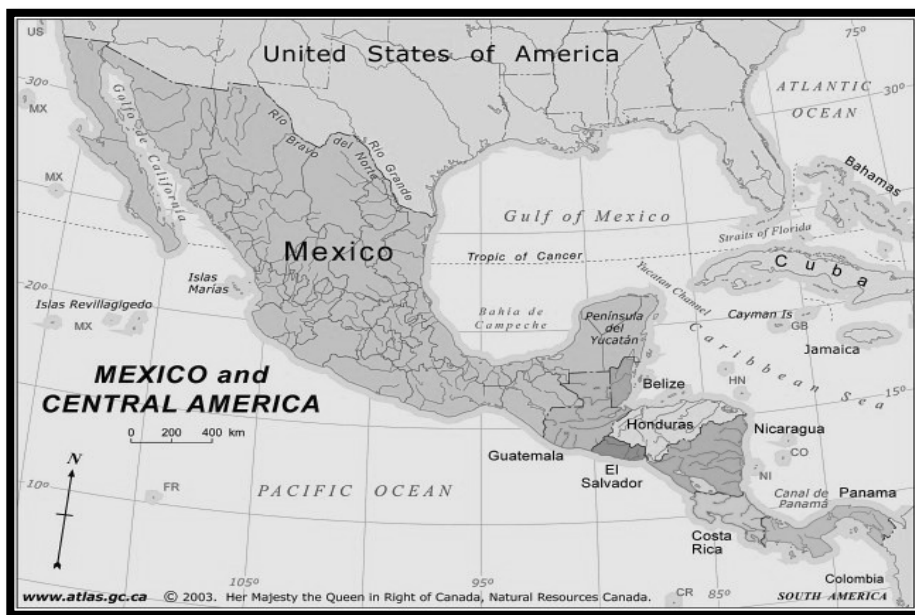 US
United States of America
75°
30°
ATLANTIC
OCEAN
30°
MX
Golfo de California
Río
Bravo
del Norte
Rio Grande
Bahamas
MX
Gulf of Mexico
Straits of Florida
Mexico
Tropic of Cancer
Cuba
20°
Islas
Marías
Yucatan Channel
Islas Revillagigedo
MX
Bahía de
Campeche
Península
del
Yucatán
Cayman Is
GB
Jamaica
Caribbean Sea
MEXICO and
CENTRAL AMERICA
Belize
HN
15°
0 200 400 km
Honduras
Nicaragua
Guatemala
El
Salvador
CO
NI
N
10°
FR
PACIFIC OCEAN
Canal de
Panamá
Panama
Costa
Rica
Colombia
105°
95°
85°
CR
SOUTH AMERICA
www.atlas.gc.ca © 2003. Her Majesty the Queen in Right of Canada, Natural Resources Canada.